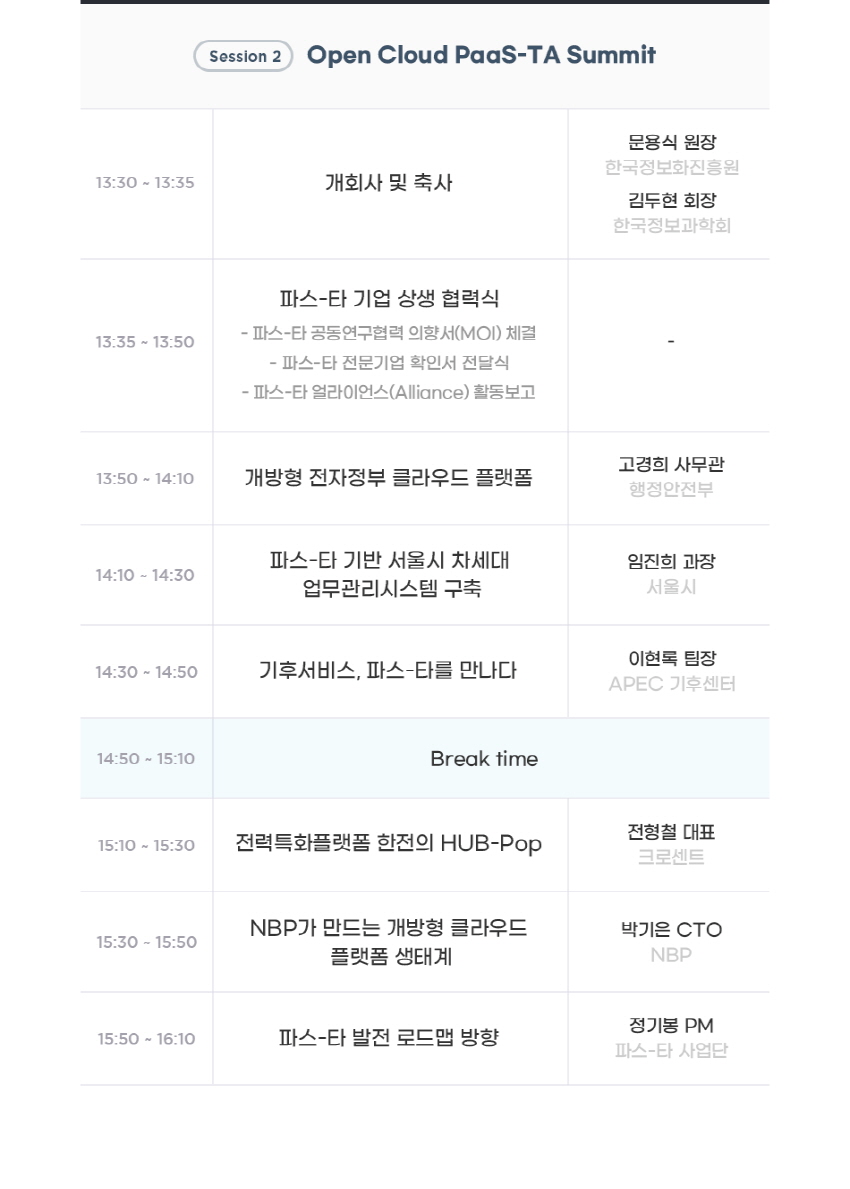 Session 2 Open Cloud PaaS-TA Summit
13:30 ~ 13:35
개회사 및 축사
문용식 원장
한국정보화진흥원
김두현 회장
한국정보과학회
13:35 ~ 13:50
파스-타 기업 상생 협력식
- 파스-타 공동연구협력 의향서(MOI) 체결
- 파스-타 전문기업 확인서 전달식
- 파스-타 얼라이언스(Alliance) 활동보고
-
13:50 ~ 14:10
개방형 전자정부 클라우드 플랫폼
고경희 사무관
행정안전부
14:10 ~ 14:30
파스-타 기반 서울시 차세대
업무관리시스템 구축
임진희 과장
서울시
14:30 ~ 14:50
기후서비스, 파스-타를 만나다
이현록 팀장
APEC 기후센터
14:50 ~ 15:10
Break time
15:10 ~ 15:30
전력특화플랫폼 한전의 HUB-Pop
전형철 대표
크로센트
15:30 ~ 15:50
NBP가 만드는 개방형 클라우드
플랫폼 생태계
박기은 CTO
NBP
15:50 ~ 16:10
파스-타 발전 로드맵 방향
정기봉 PM
파스-타 사업단